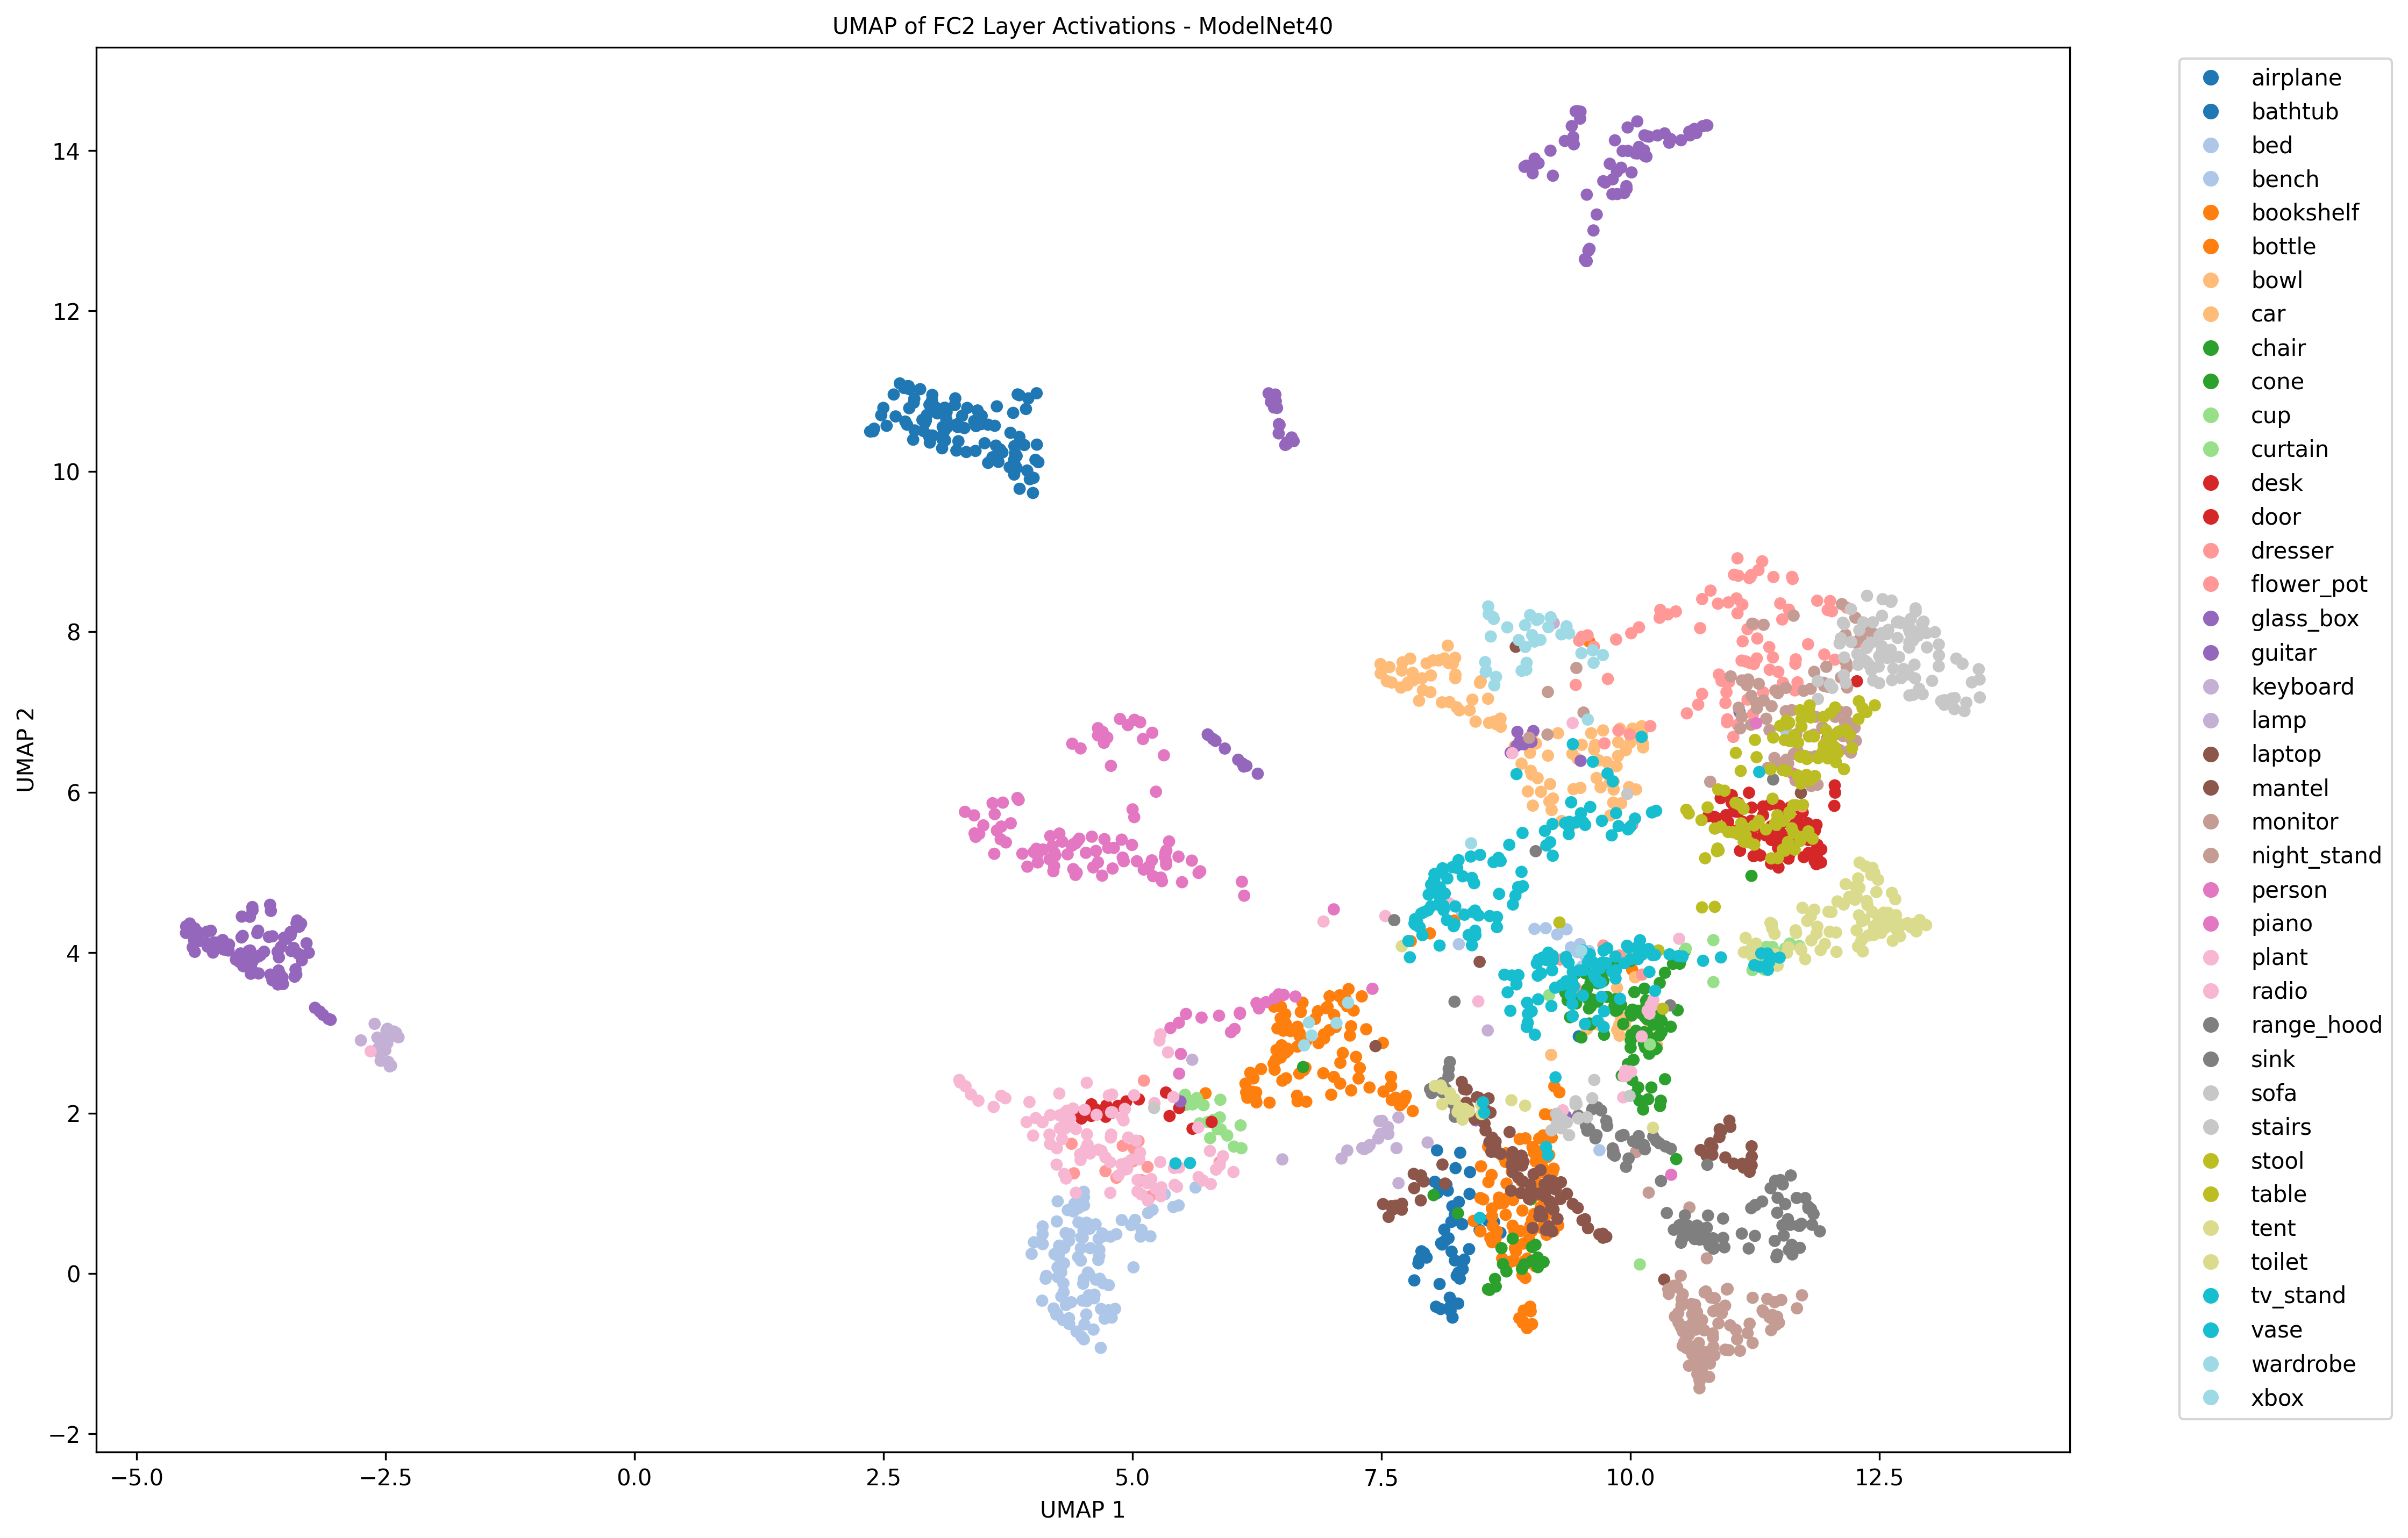 UMAP of FC2 Layer Activations - ModelNet40
14
12
10
8
6
4
2
0
−2
UMAP 2
−5.0 −2.5 0.0 2.5 5.0 7.5 10.0 12.5
UMAP 1
airplane
bathtub
bed
bench
bookshelf
bottle
bowl
car
chair
cone
cup
curtain
desk
door
dresser
flower_pot
glass_box
guitar
keyboard
lamp
laptop
mantel
monitor
night_stand
person
piano
plant
radio
range_hood
sink
sofa
stairs
stool
table
tent
toilet
tv_stand
vase
wardrobe
xbox